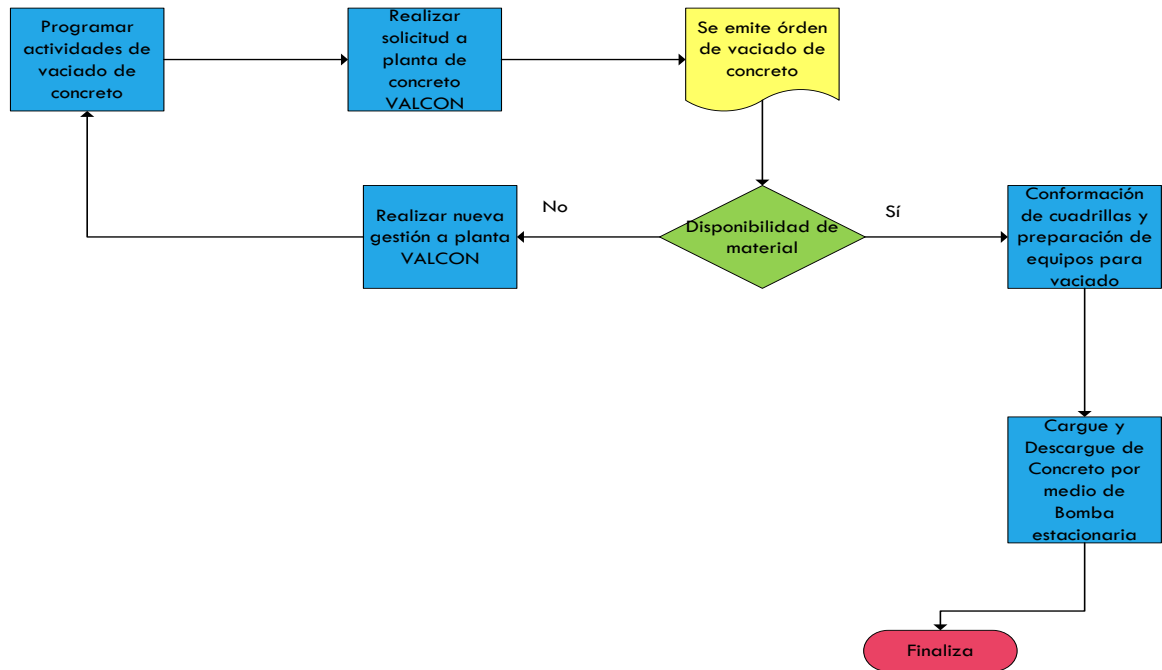 Programar
actividades de
vaciado de
concreto
Realizar
solicitud a
planta de
concreto
VALCON
Se emite órden
de vaciado de
concreto
Realizar nueva
gestión a planta
VALCON
No
Disponibilidad de
material
Sí
Conformación
de cuadrillas y
preparación de
equipos para
vaciado
Cargue y
Descargue de
Concreto por
medio de
Bomba
estacionaria
Finaliza